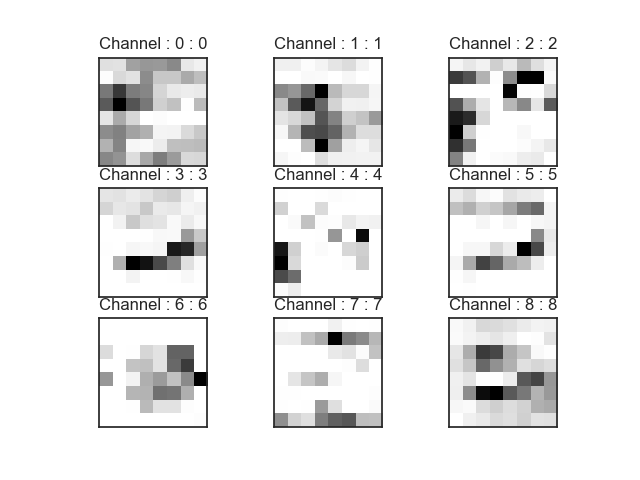 Channel : 0 : 0
Channel : 1 : 1
Channel : 2 : 2
Channel : 3 : 3
Channel : 4 : 4
Channel : 5 : 5
Channel : 6 : 6
Channel : 7 : 7
Channel : 8 : 8